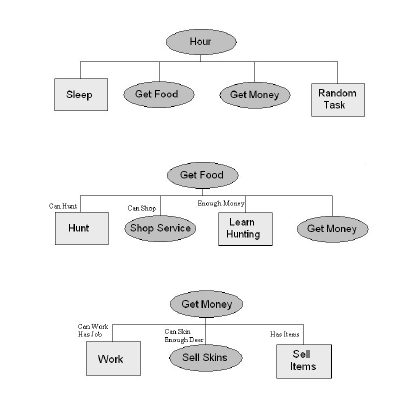 Hour
Sleep
Get Food
Get Money
Random
Task
Get Food
Can Hunt
Can Shop
Enough Money
Hunt
Shop Service
Learn
Hunting
Get Money
Get Money
Can Work
Has Job
Can Skin
Enough Deer
Has Items
Work
Sell Skins
Sell
Items